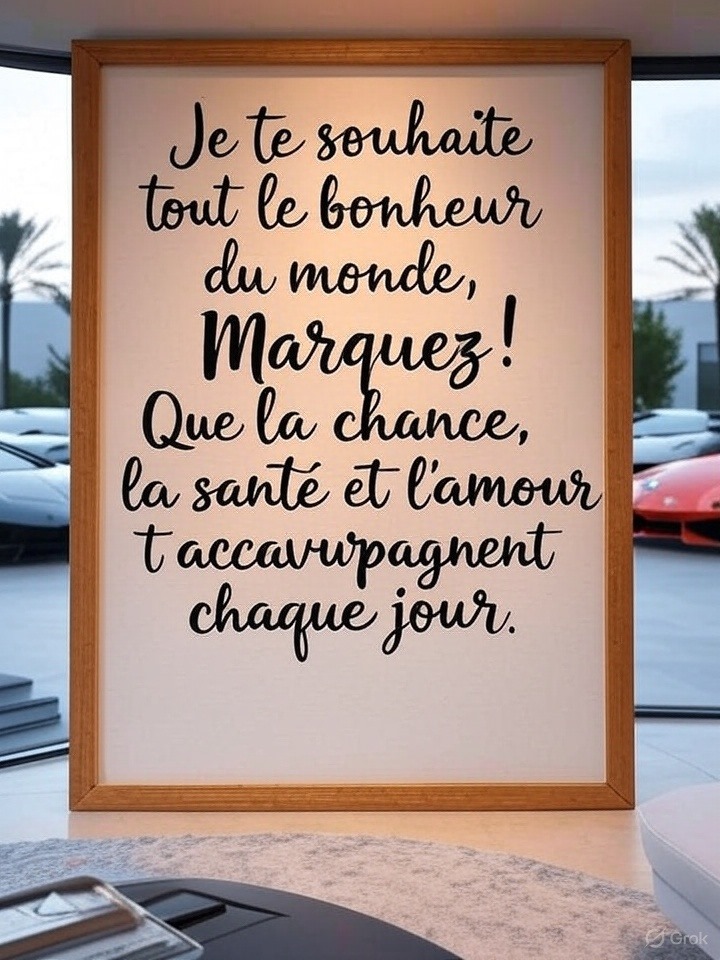 Je te souhaite
tout le bonheur
du monde,
Marquez!
Que la chance,
la santé et l'amour
t accavupagnent
chaque jour.
Grok